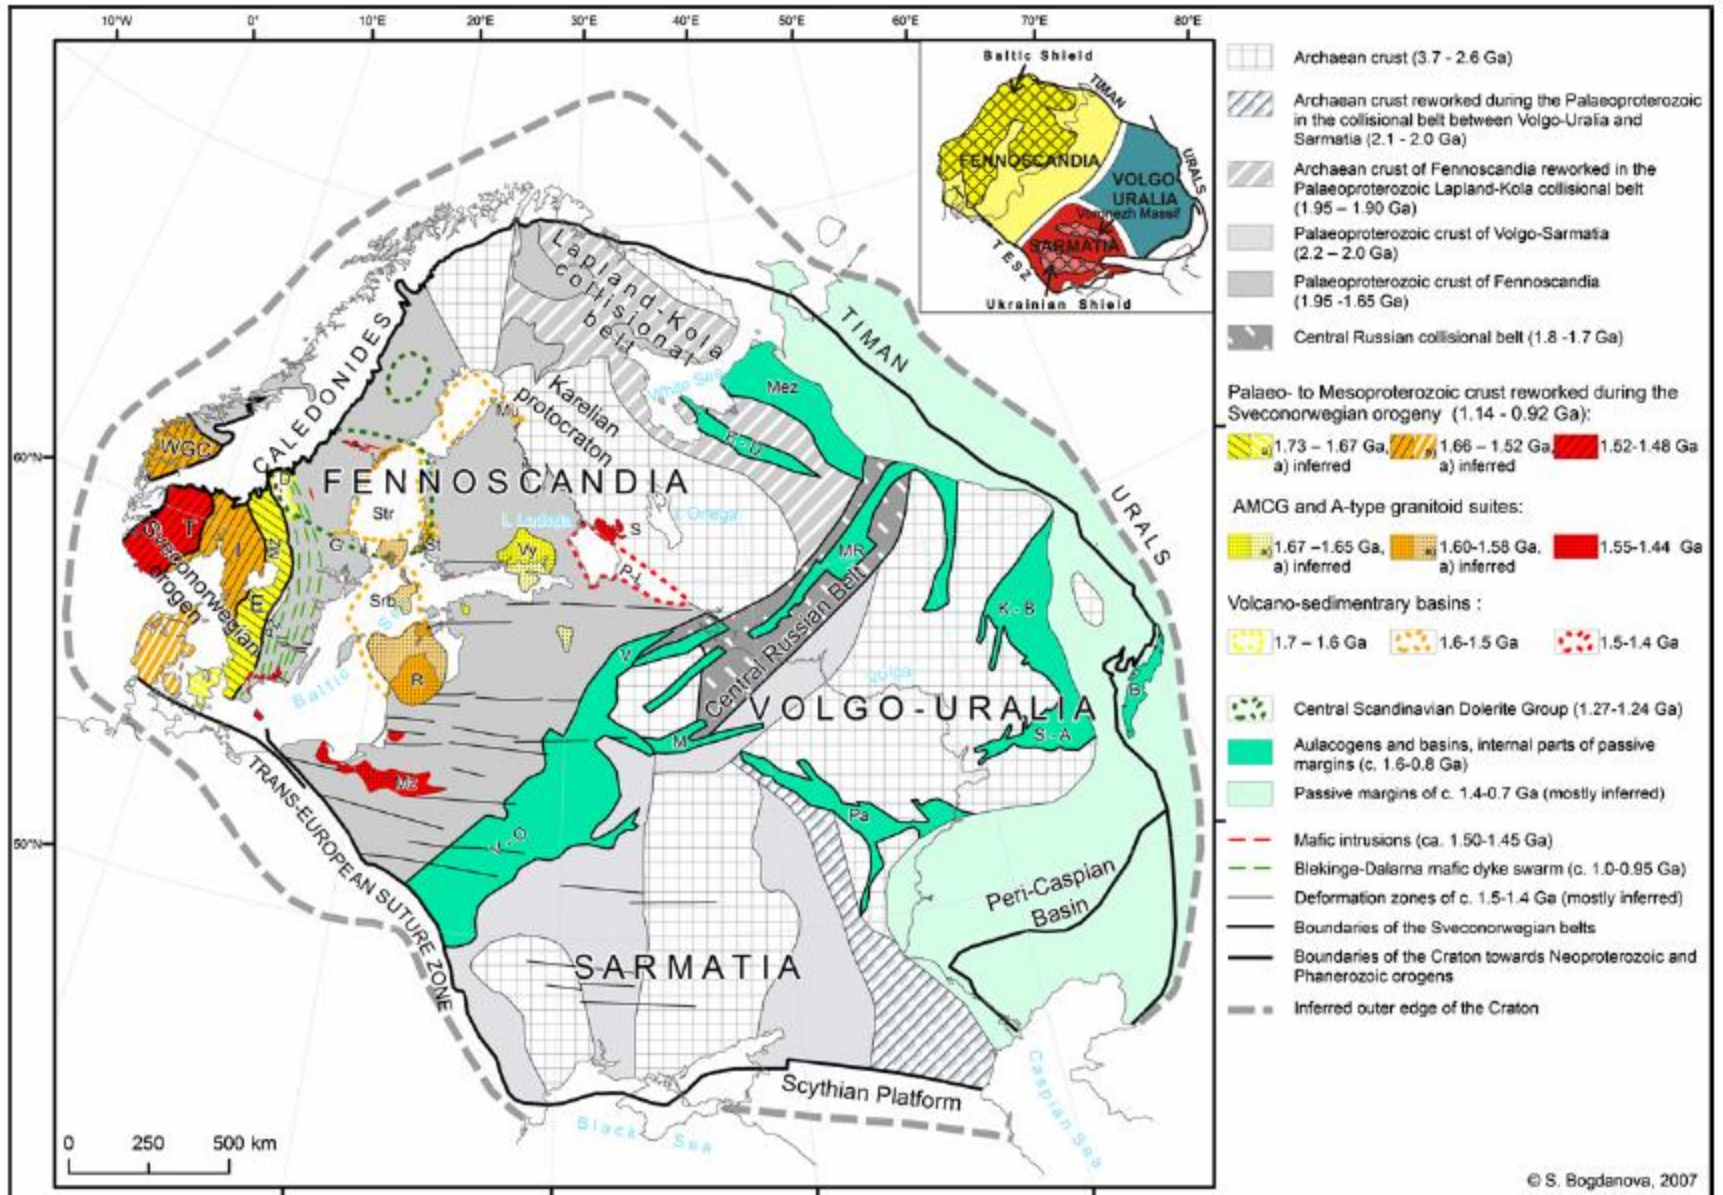 10°W 0° 10°E 20°E 30°E 40°E 50°E 60°E 70°E 80°E
60°N
50°N
Baltic Shield
TIMAN
URALS
FENNOSCANDIA
VOLGO-
URALIA
Voronezh Massif
SARMATIA
TESZ
Ukrainian Shield
Lapland-Kola
collisional
belt
TIMAN
CALEDONIDES
White Sea
Mez
Karelian
protocraton
Mu
K-U
WGC
FENNOSCANDIA
URALS
D
Str
L. Ladoga
L. Onega
S
T
I
G
Vy
MR
P-L
Sveconorwegian
orogen
E
Srb
K - B
Central Russian Belt
V
R
Baltic Sea
Volga
B
VOLGO-URALIA
M
S - A
TRANS-EUROPEAN SUTURE ZONE
Mz
Pa
V - O
Peri-Caspian
Basin
SARMATIA
Scythian Platform
Caspian Sea
Black Sea
0 250 500 km
Archaean crust (3.7 - 2.6 Ga)
Archaean crust reworked during the Palaeoproterozoic
in the collisional belt between Volgo-Uralia and
Sarmatia (2.1 - 2.0 Ga)
Archaean crust of Fennoscandia reworked in the
Palaeoproterozoic Lapland-Kola collisional belt
(1.95 – 1.90 Ga)
Palaeoproterozoic crust of Volgo-Sarmatia
(2.2 – 2.0 Ga)
Palaeoproterozoic crust of Fennoscandia
(1.95 -1.65 Ga)
Central Russian collisional belt (1.8 -1.7 Ga)
Palaeo- to Mesoproterozoic crust reworked during the
Sveconorwegian orogeny (1.14 - 0.92 Ga):
a) 1.73 – 1.67 Ga, a) 1.66 – 1.52 Ga, 1.52-1.48 Ga
a) inferred a) inferred
AMCG and A-type granitoid suites:
a) 1.67 –1.65 Ga, a) 1.60-1.58 Ga, 1.55-1.44 Ga
a) inferred a) inferred
Volcano-sedimentrary basins :
1.7 – 1.6 Ga 1.6-1.5 Ga 1.5-1.4 Ga
Central Scandinavian Dolerite Group (1.27-1.24 Ga)
Aulacogens and basins, internal parts of passive
margins (c. 1.6-0.8 Ga)
Passive margins of c. 1.4-0.7 Ga (mostly inferred)
Mafic intrusions (ca. 1.50-1.45 Ga)
Blekinge-Dalarna mafic dyke swarm (c. 1.0-0.95 Ga)
Deformation zones of c. 1.5-1.4 Ga (mostly inferred)
Boundaries of the Sveconorwegian belts
Boundaries of the Craton towards Neoproterozoic and
Phanerozoic orogens
Inferred outer edge of the Craton
© S. Bogdanova, 2007